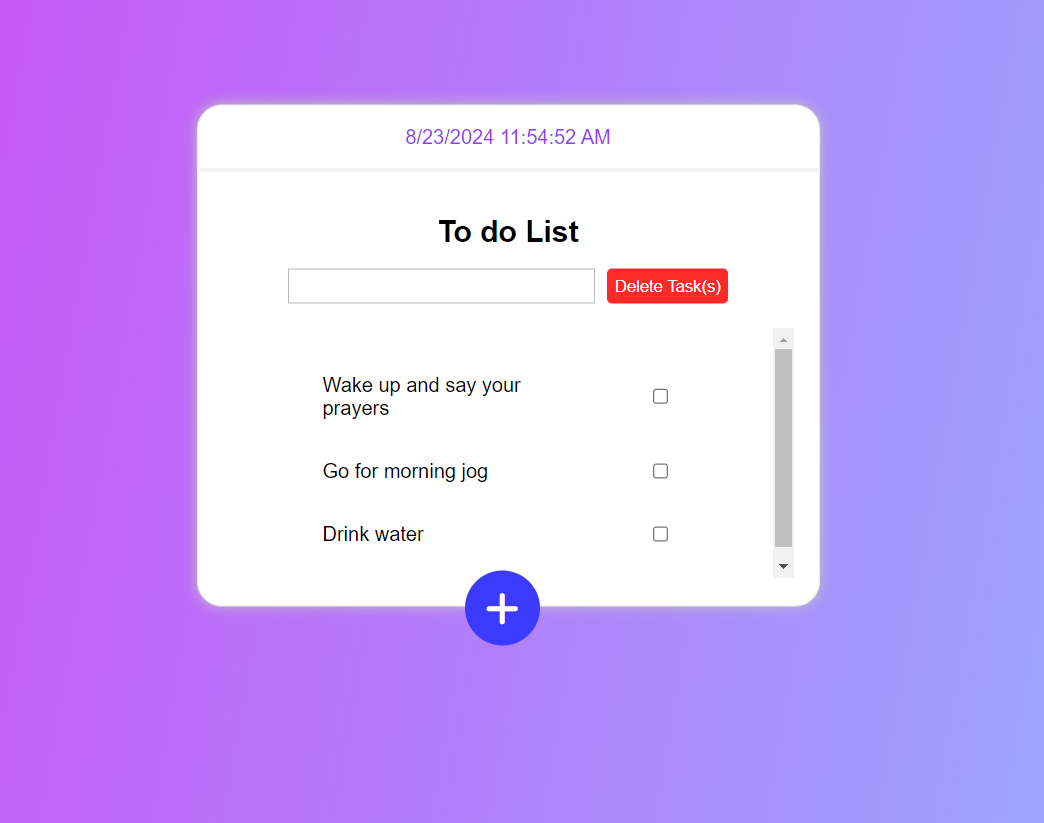 8/23/2024 11:54:52 AM
To do List
Delete Task(s)
Wake up and say your
prayers
Go for morning jog
Drink water